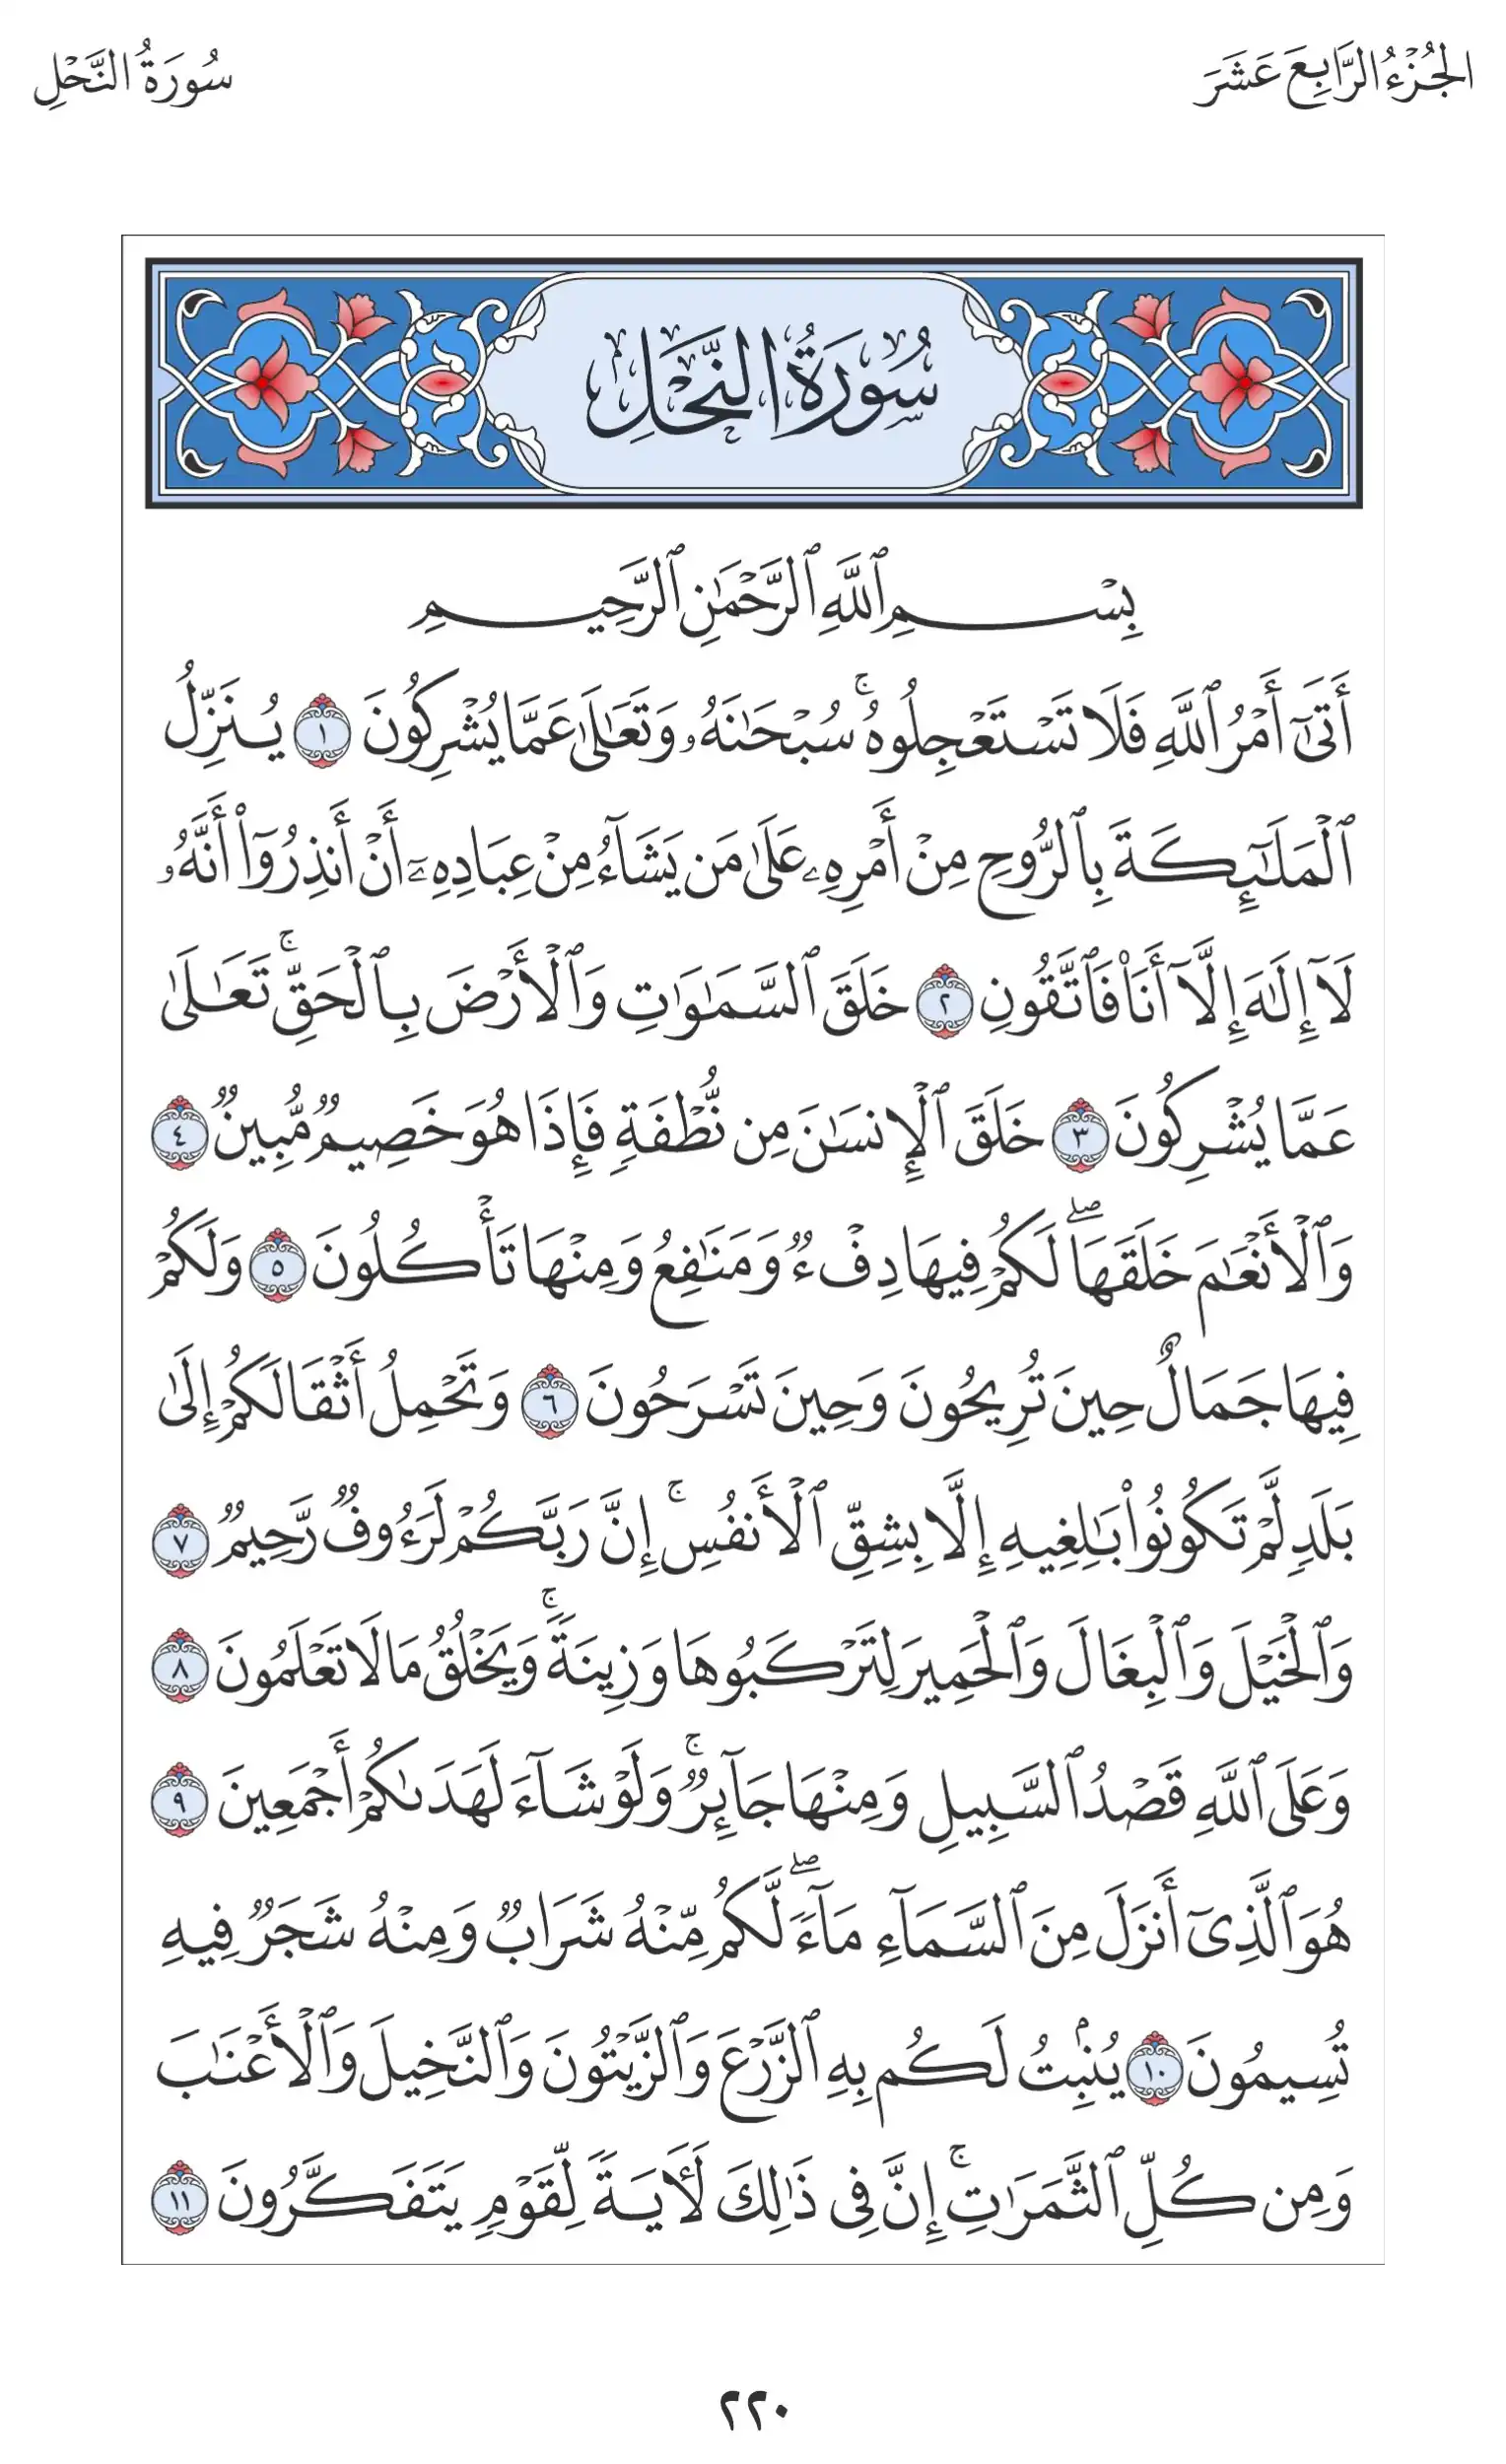 الجُزْءُ الرَّابِعَ عَشَرَ
سُورَةُ النَّحْلِ
سُورَةُ النَّحْلِ
بِسْمِ ٱللَّهِ ٱلرَّحْمَٰنِ ٱلرَّحِيمِ
أَتَىٰٓ أَمْرُ ٱللَّهِ فَلَا تَسْتَعْجِلُوهُۚ سُبْحَٰنَهُۥ وَتَعَٰلَىٰ عَمَّا يُشْرِكُونَ ١ يُنَزِّلُ
ٱلْمَلَٰٓئِكَةَ بِٱلرُّوحِ مِنْ أَمْرِهِۦ عَلَىٰ مَن يَشَآءُ مِنْ عِبَادِهِۦٓ أَنْ أَنذِرُوٓا۟ أَنَّهُۥ
لَآ إِلَٰهَ إِلَّآ أَنَا۠ فَٱتَّقُونِ ٢ خَلَقَ ٱلسَّمَٰوَٰتِ وَٱلْأَرْضَ بِٱلْحَقِّۚ تَعَٰلَىٰ
عَمَّا يُشْرِكُونَ ٣ خَلَقَ ٱلْإِنسَٰنَ مِن نُّطْفَةٍ فَإِذَا هُوَ خَصِيمٌ مُّبِينٌ ٤
وَٱلْأَنْعَٰمَ خَلَقَهَاۖ لَكُمْ فِيهَا دِفْءٌ وَمَنَٰفِعُ وَمِنْهَا تَأْكُلُونَ ٥ وَلَكُمْ
فِيهَا جَمَالٌ حِينَ تُرِيحُونَ وَحِينَ تَسْرَحُونَ ٦ وَتَحْمِلُ أَثْقَالَكُمْ إِلَىٰ
بَلَدٍ لَّمْ تَكُونُوا۟ بَٰلِغِيهِ إِلَّا بِشِقِّ ٱلْأَنفُسِۚ إِنَّ رَبَّكُمْ لَرَءُوفٌ رَّحِيمٌ ٧
وَٱلْخَيْلَ وَٱلْبِغَالَ وَٱلْحَمِيرَ لِتَرْكَبُوهَا وَزِينَةًۚ وَيَخْلُقُ مَا لَا تَعْلَمُونَ ٨
وَعَلَى ٱللَّهِ قَصْدُ ٱلسَّبِيلِ وَمِنْهَا جَآئِرٌۚ وَلَوْ شَآءَ لَهَدَىٰكُمْ أَجْمَعِينَ ٩
هُوَ ٱلَّذِىٓ أَنزَلَ مِنَ ٱلسَّمَآءِ مَآءًۖ لَّكُم مِّنْهُ شَرَابٌ وَمِنْهُ شَجَرٌ فِيهِ
تُسِيمُونَ ١٠ يُنۢبِتُ لَكُم بِهِ ٱلزَّرْعَ وَٱلزَّيْتُونَ وَٱلنَّخِيلَ وَٱلْأَعْنَٰبَ
وَمِن كُلِّ ٱلثَّمَرَٰتِۚ إِنَّ فِى ذَٰلِكَ لَءَايَةً لِّقَوْمٍ يَتَفَكَّرُونَ ١١
٢٢٠